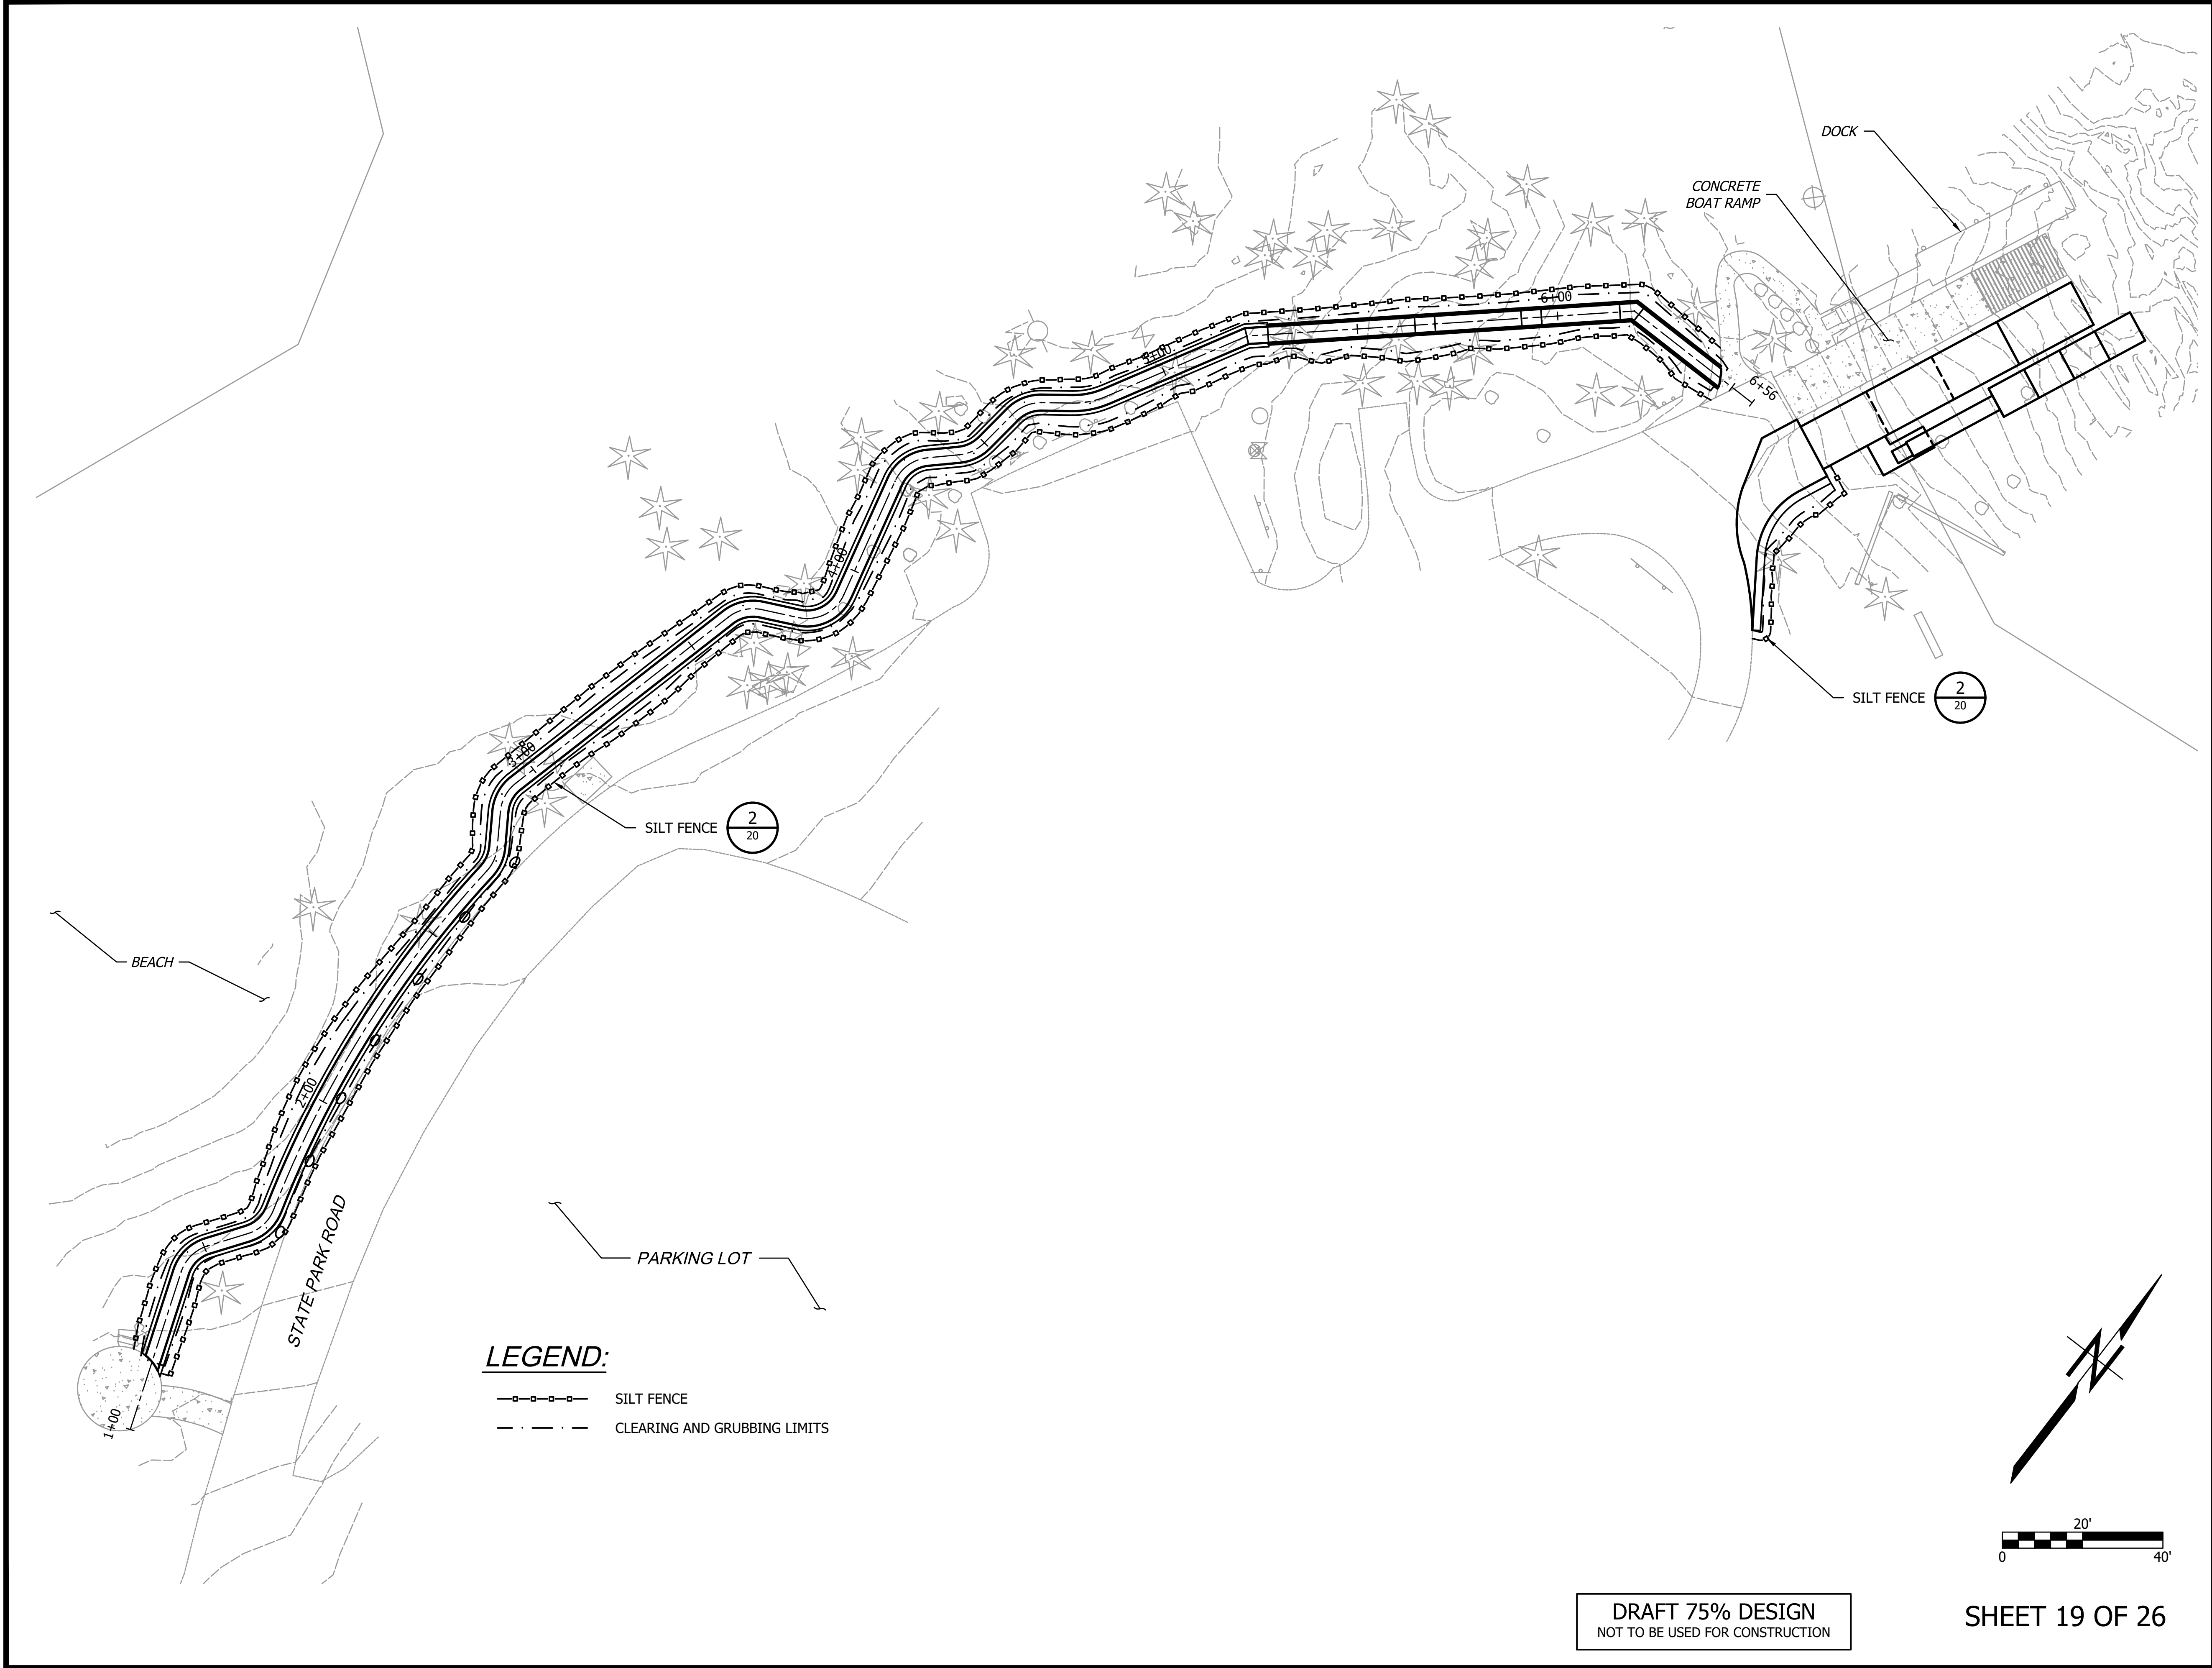 DOCK
CONCRETE
BOAT RAMP
6+00
5+00
6+56
4+00
SILT FENCE
2
20
3+00
SILT FENCE
2
20
BEACH
2+00
STATE PARK ROAD
PARKING LOT
1+00
LEGEND:
SILT FENCE
CLEARING AND GRUBBING LIMITS
N
20'
0
40'
DRAFT 75% DESIGN
NOT TO BE USED FOR CONSTRUCTION
SHEET 19 OF 26